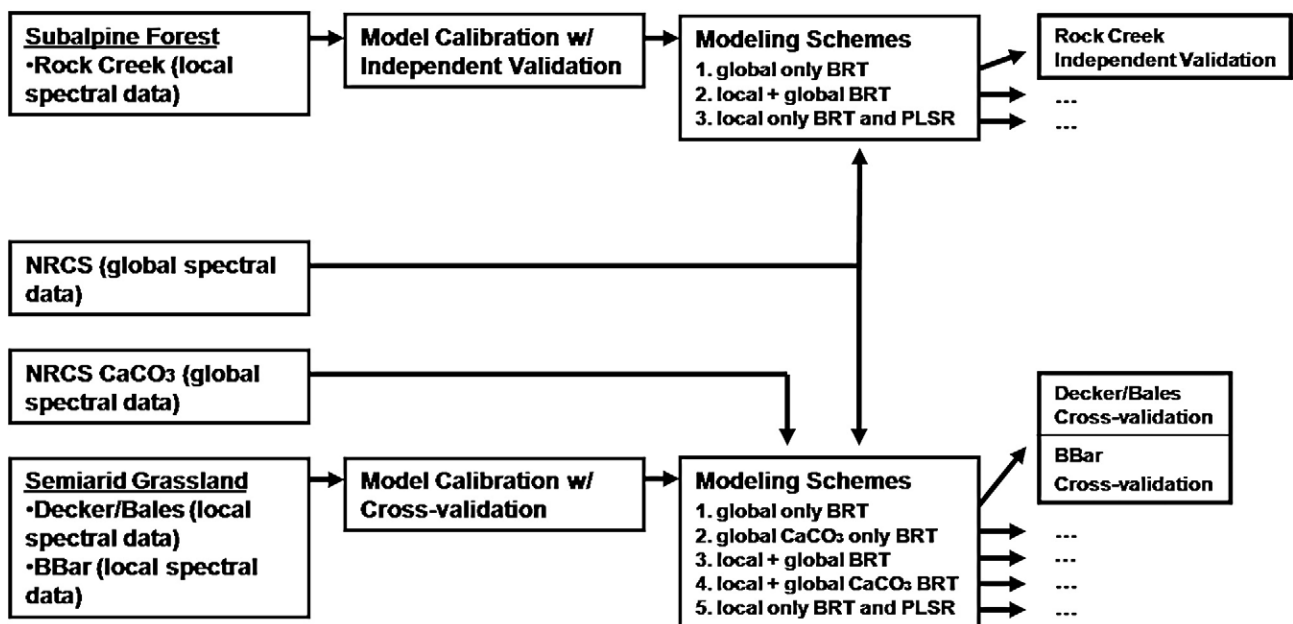 Subalpine Forest
•Rock Creek (local
spectral data)
Model Calibration w/
Independent Validation
Modeling Schemes
1. global only BRT
2. local + global BRT
3. local only BRT and PLSR
Rock Creek
Independent Validation
---
---
NRCS (global spectral
data)
NRCS CaCO₃ (global
spectral data)
Semiarid Grassland
•Decker/Bales (local
spectral data)
•BBar (local spectral
data)
Model Calibration w/
Cross-validation
Modeling Schemes
1. global only BRT
2. global CaCO₃ only BRT
3. local + global BRT
4. local + global CaCO₃ BRT
5. local only BRT and PLSR
Decker/Bales
Cross-validation
BBar
Cross-validation
---
---
---
---